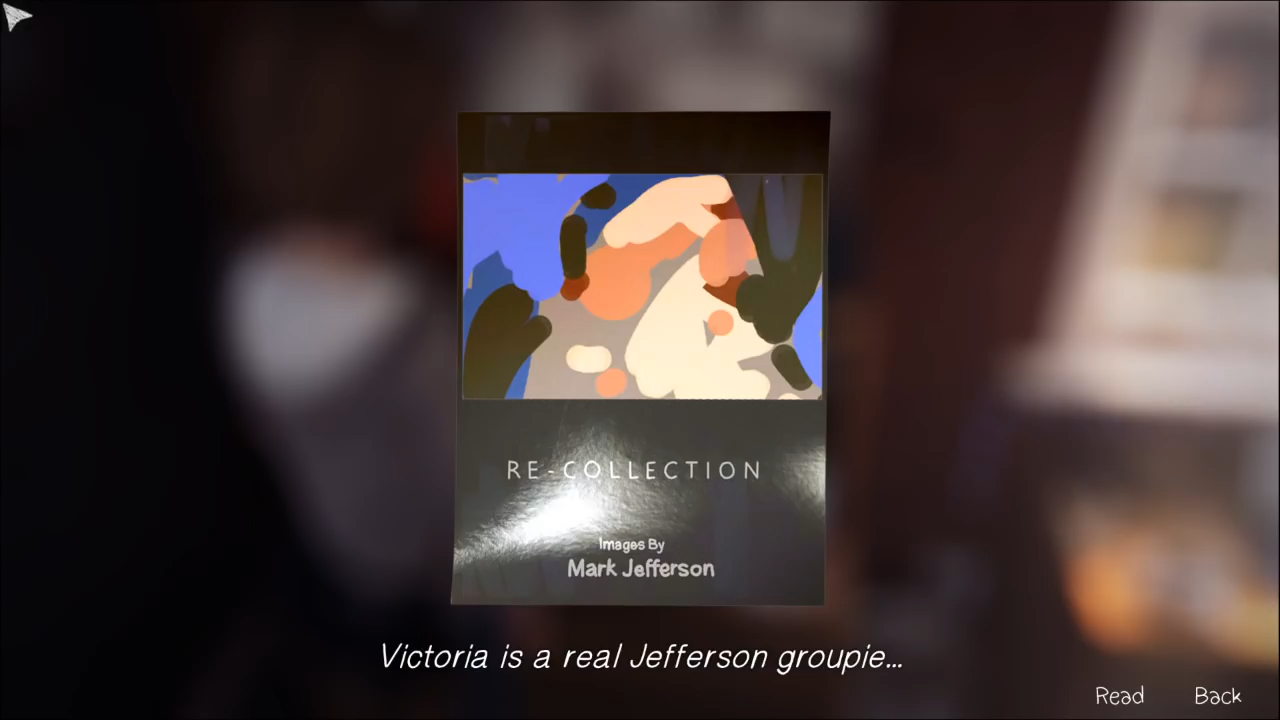 RE-COLLECTION
Images By
Mark Jefferson
Victoria is a real Jefferson groupie...
Read Back